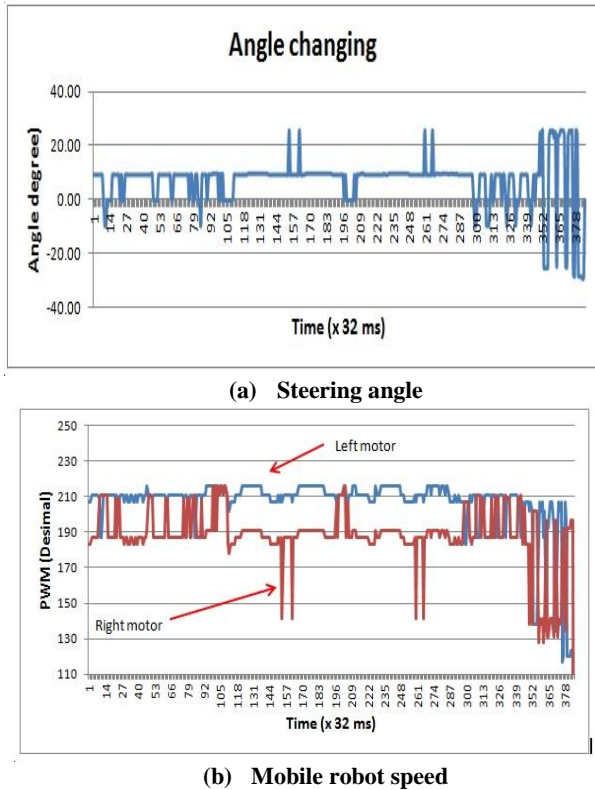 Angle changing
40.00
20.00
0.00
-20.00
-40.00
Angle degree)
1 14 27 40 53 66 79 92 105 118 131 144 157 170 183 196 209 222 235 248 261 274 287 300 313 326 339 352 365 378
Time (x 32 ms)
(a) Steering angle
250
230
210
190
170
150
130
110
PWM (Desimal)
Left motor
Right motor
1 14 27 40 53 66 79 92 105 118 131 144 157 170 183 196 209 222 235 248 261 274 287 300 313 326 339 352 365 378
Time (x 32 ms)
(b) Mobile robot speed